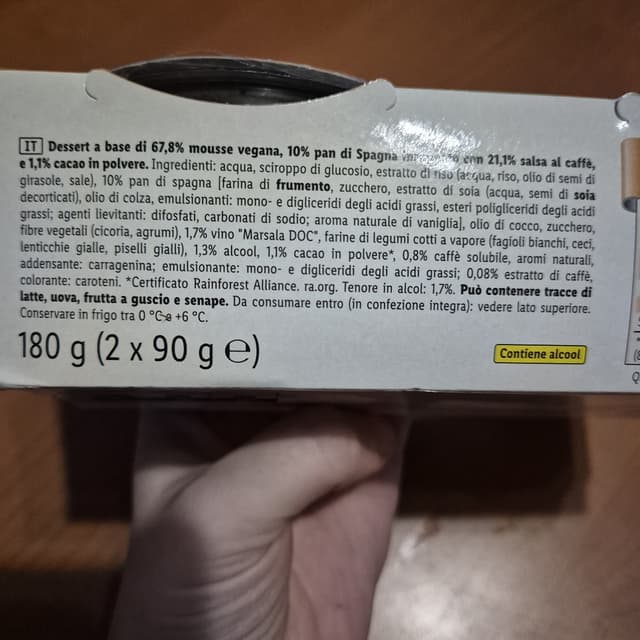 IT Dessert a base di 67,8% mousse vegana, 10% pan di Spagna con 21,1% salsa al caffè,
e 1,1% cacao in polvere. Ingredienti: acqua, sciroppo di glucosio, estratto di riso (acqua, riso, olio di semi di
girasole, sale), 10% pan di spagna [farina di frumento, zucchero, estratto di soia (acqua, semi di soia
decorticati), olio di colza, emulsionanti: mono- e digliceridi degli acidi grassi, esteri poligliceridi degli acidi
grassi; agenti lievitanti: difosfati, carbonati di sodio; aroma naturale di vaniglia], olio di cocco, zucchero,
fibre vegetali (cicoria, agrumi), 1,7% vino "Marsala DOC", farine di legumi cotti a vapore (fagioli bianchi, ceci,
lenticchie gialle, piselli gialli), 1,3% alcool, 1,1% cacao in polvere*, 0,8% caffè solubile, aromi naturali,
addensante: carragenina; emulsionante: mono- e digliceridi degli acidi grassi; 0,08% estratto di caffè,
colorante: caroteni. *Certificato Rainforest Alliance. ra.org. Tenore in alcol: 1,7%. Può contenere tracce di
latte, uova, frutta a guscio e senape. Da consumare entro (in confezione integra): vedere lato superiore.
Conservare in frigo tra 0 °C e +6 °C.
180 g (2 x 90 g ℮)
Contiene alcool